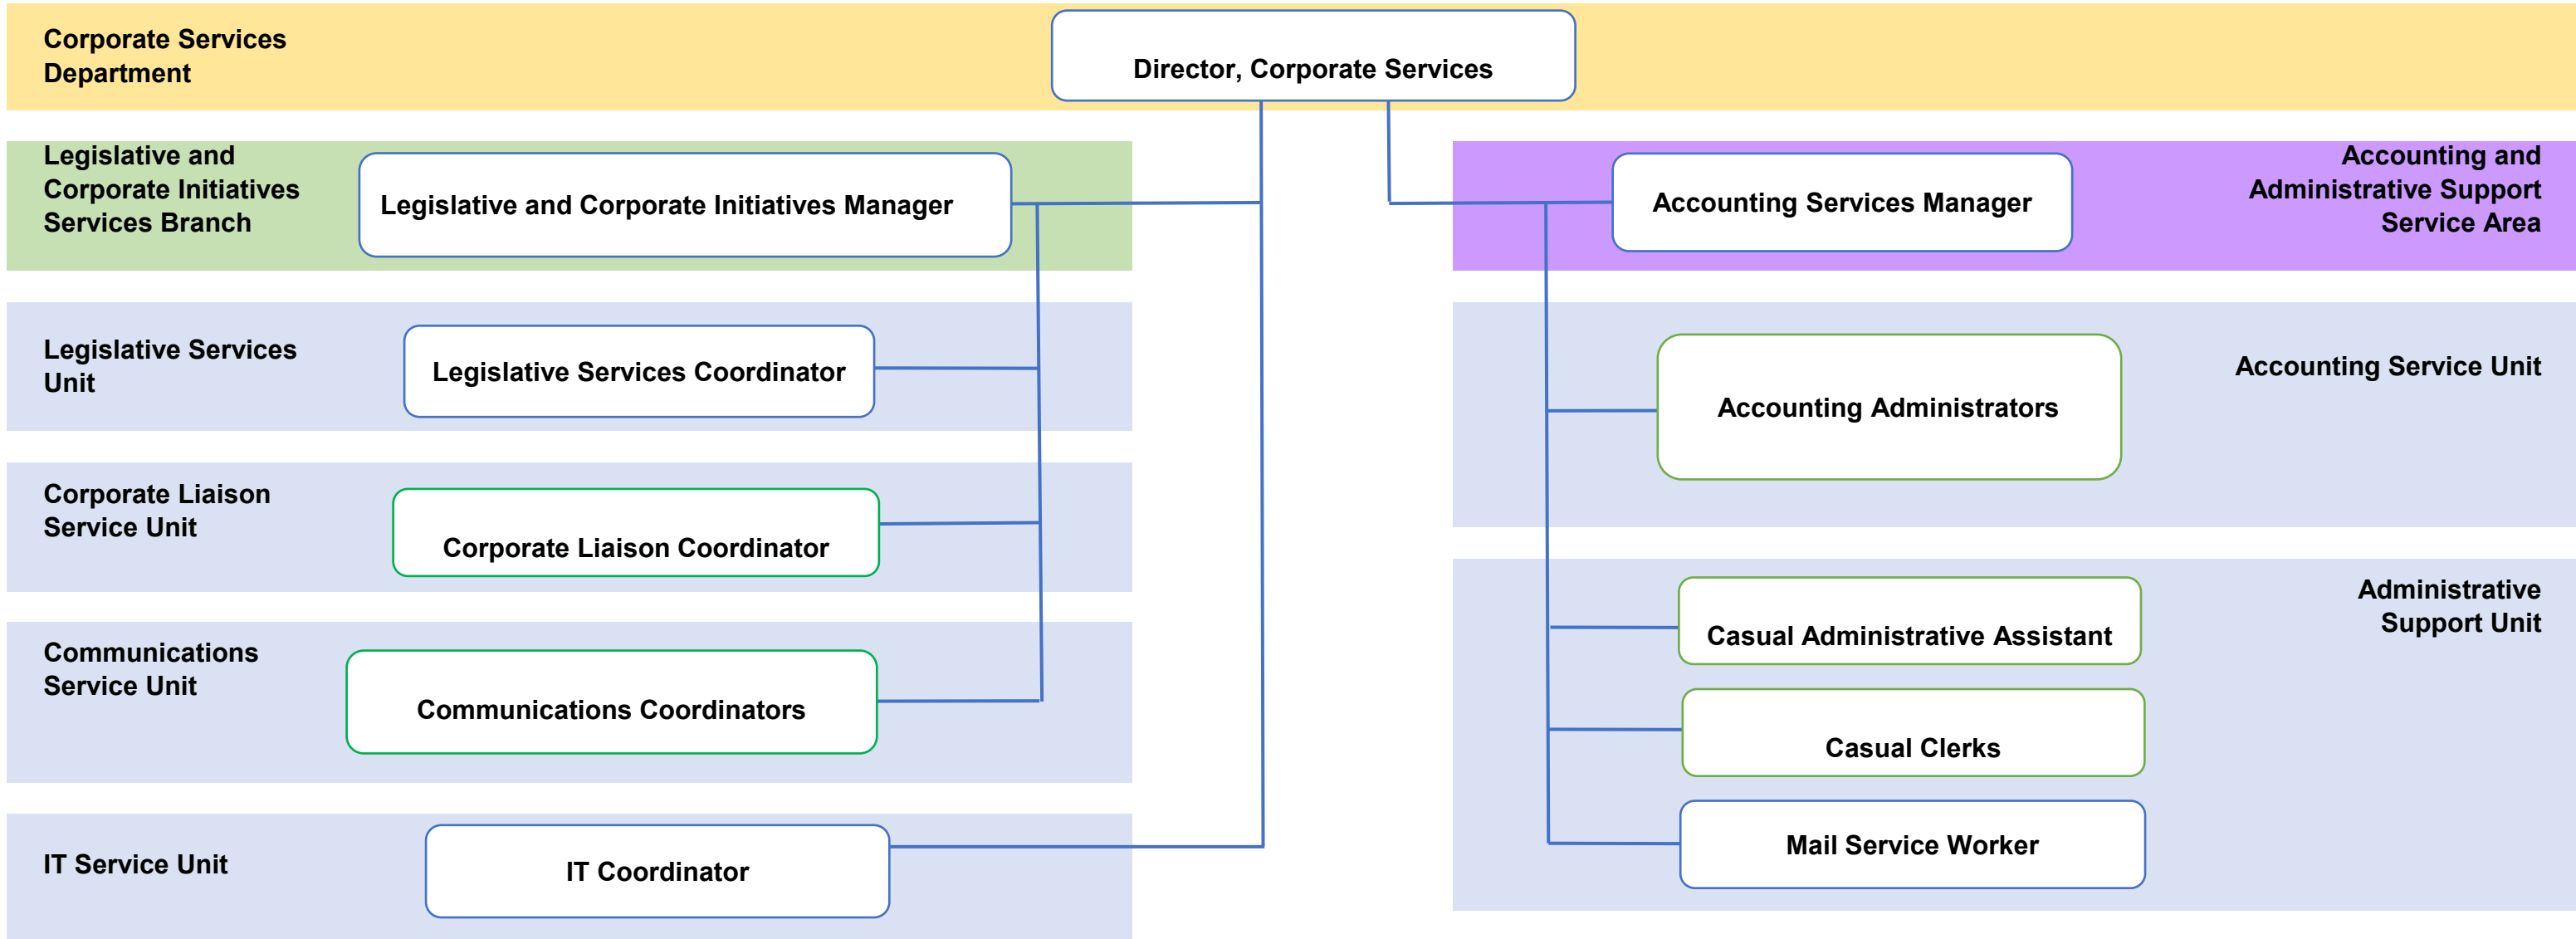 Corporate Services
Department
Director, Corporate Services
Legislative and
Corporate Initiatives
Services Branch
Legislative and Corporate Initiatives Manager
Accounting Services Manager
Accounting and
Administrative Support
Service Area
Legislative Services
Unit
Legislative Services Coordinator
Accounting Administrators
Accounting Service Unit
Corporate Liaison
Service Unit
Corporate Liaison Coordinator
Communications
Service Unit
Communications Coordinators
Casual Administrative Assistant
Administrative
Support Unit
Casual Clerks
Mail Service Worker
IT Service Unit
IT Coordinator